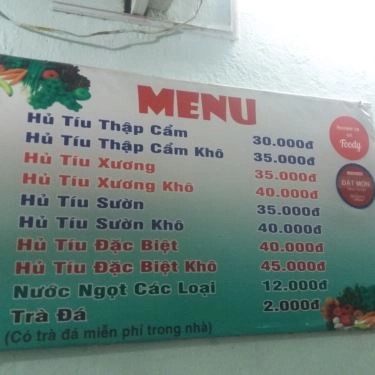 MENU
Hủ Tíu Thập Cẩm 30.000đ
Hủ Tíu Thập Cẩm Khô 35.000đ
Hủ Tíu Xương 35.000đ
Hủ Tíu Xương Khô 40.000đ
Hủ Tíu Sườn 35.000đ
Hủ Tíu Sườn Khô 40.000đ
Hủ Tíu Đặc Biệt 40.000đ
Hủ Tíu Đặc Biệt Khô 45.000đ
Nước Ngọt Các Loại 12.000đ
Trà Đá 2.000đ
(Có trà đá miễn phí trong nhà)
Foody
ĐẶT MÓN